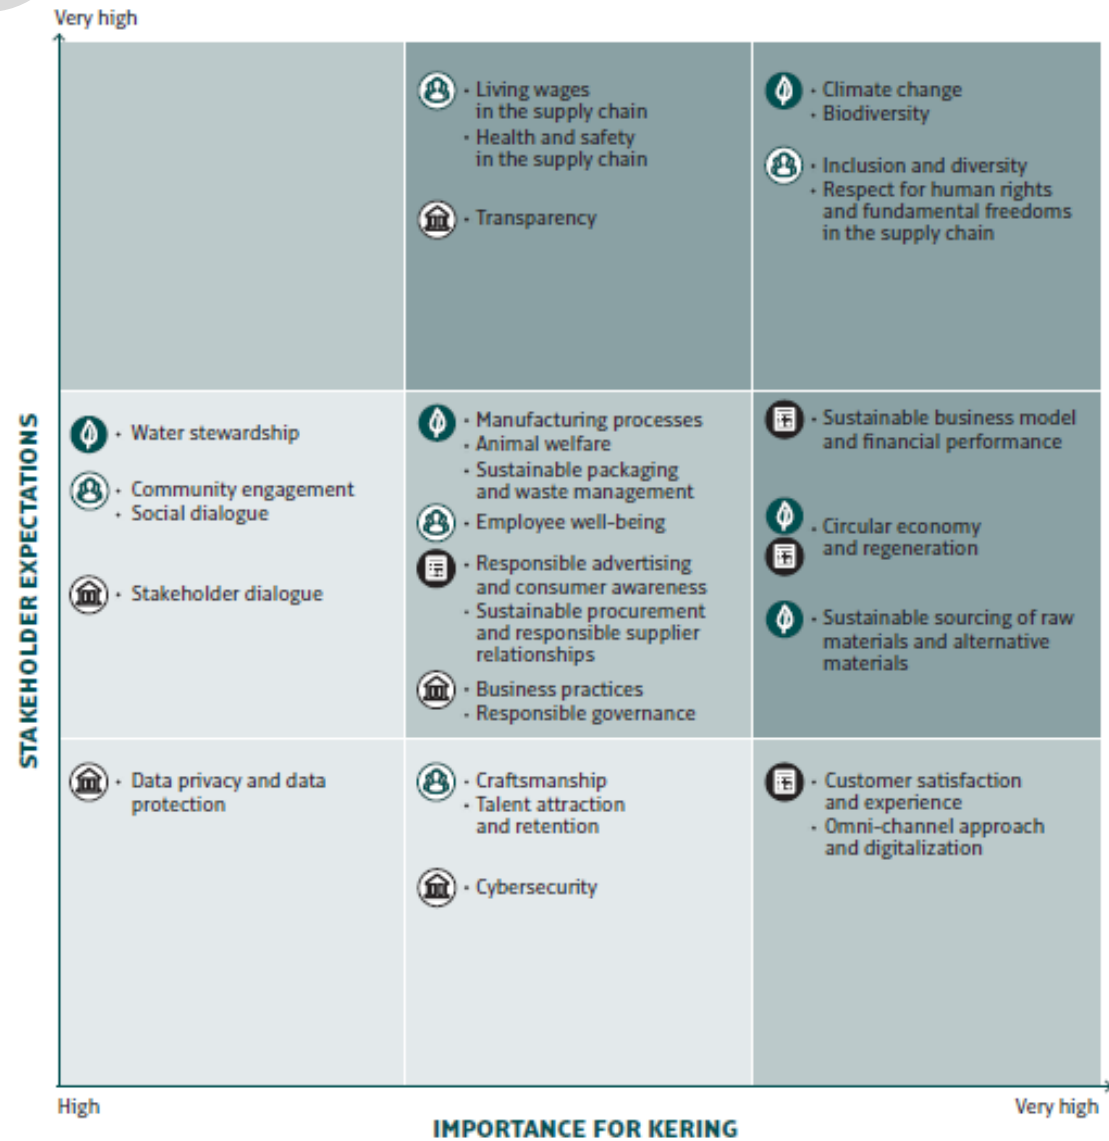 Very high
· Living wages
in the supply chain
· Health and safety
in the supply chain
· Transparency
· Climate change
· Biodiversity
· Inclusion and diversity
· Respect for human rights
and fundamental freedoms
in the supply chain
STAKEHOLDER EXPECTATIONS
· Water stewardship
· Community engagement
· Social dialogue
· Stakeholder dialogue
· Manufacturing processes
· Animal welfare
· Sustainable packaging
and waste management
· Employee well-being
· Responsible advertising
and consumer awareness
· Sustainable procurement
and responsible supplier
relationships
· Business practices
· Responsible governance
· Sustainable business model
and financial performance
· Circular economy
and regeneration
· Sustainable sourcing of raw
materials and alternative
materials
· Data privacy and data
protection
· Craftsmanship
· Talent attraction
and retention
· Cybersecurity
· Customer satisfaction
and experience
· Omni-channel approach
and digitalization
High
Very high
IMPORTANCE FOR KERING